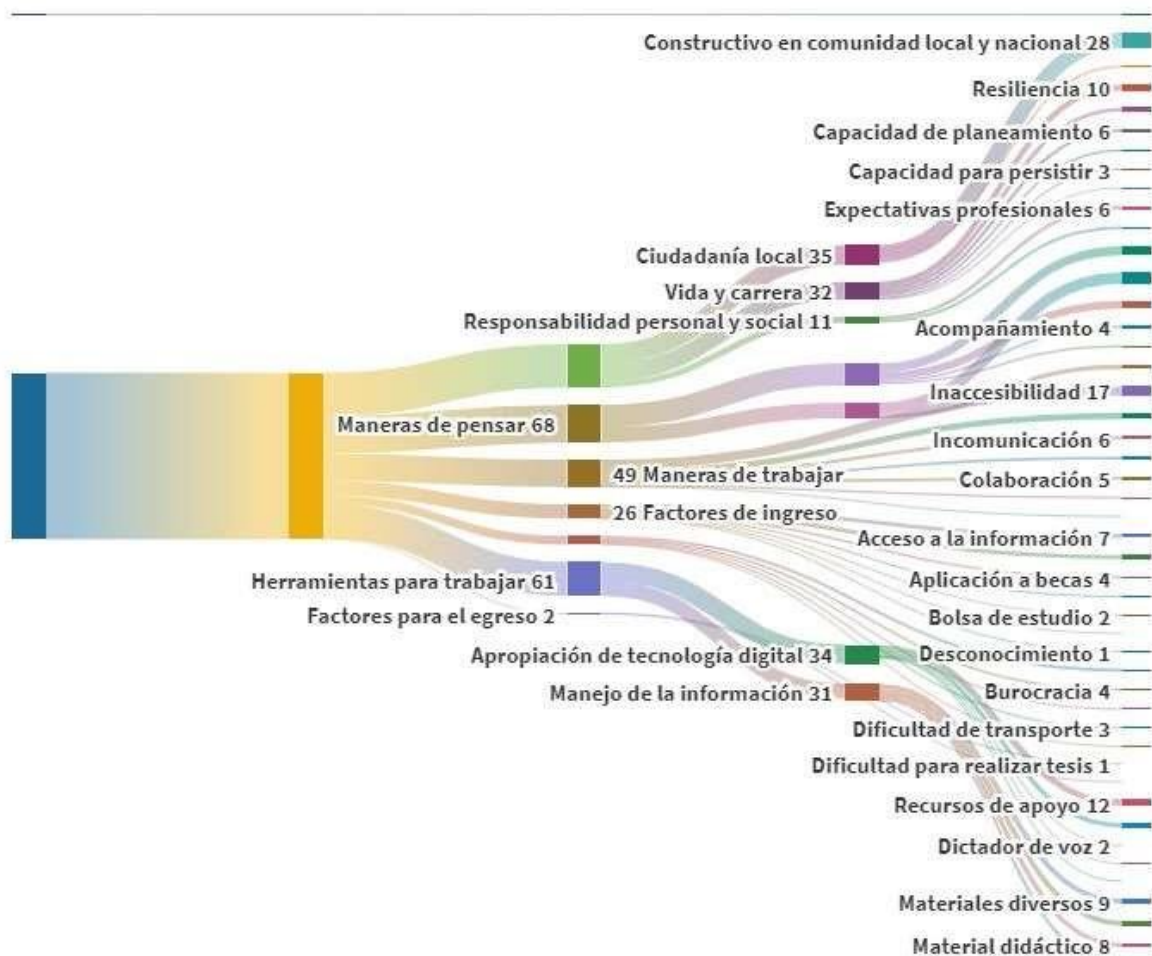 Constructivo en comunidad local y nacional 28
Resiliencia 10
Capacidad de planeamiento 6
Capacidad para persistir 3
Expectativas profesionales 6
Ciudadanía local 35
Vida y carrera 32
Responsabilidad personal y social 11
Acompañamiento 4
Inaccesibilidad 17
Maneras de pensar 68
Incomunicación 6
49 Maneras de trabajar
Colaboración 5
26 Factores de ingreso
Acceso a la información 7
Herramientas para trabajar 61
Aplicación a becas 4
Factores para el egreso 2
Bolsa de estudio 2
Apropiación de tecnología digital 34
Desconocimiento 1
Manejo de la información 31
Burocracia 4
Dificultad de transporte 3
Dificultad para realizar tesis 1
Recursos de apoyo 12
Dictador de voz 2
Materiales diversos 9
Material didáctico 8